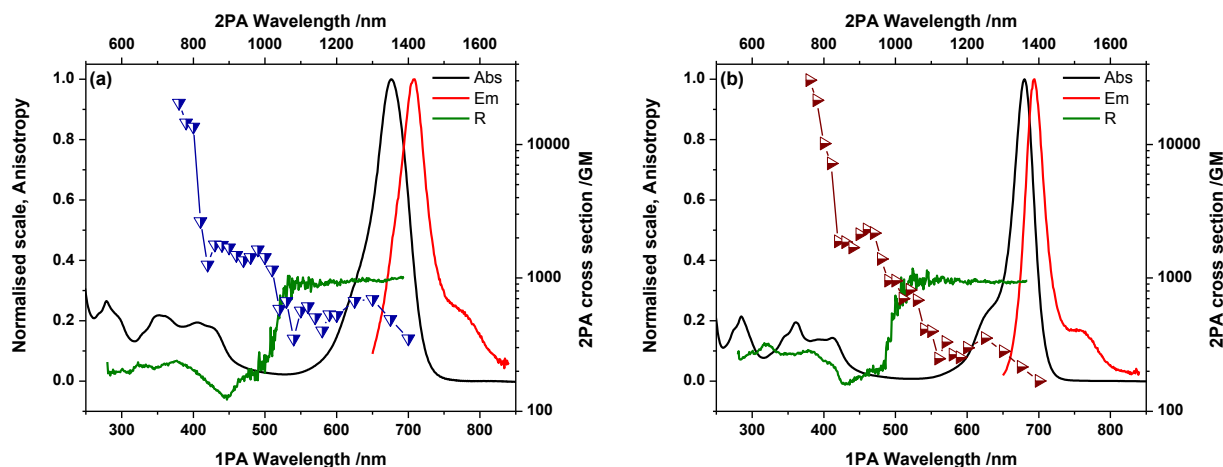 2PA Wavelength /nm
600 800 1000 1200 1400 1600
(a)
Abs
Em
R
1.0
0.8
0.6
0.4
0.2
0.0
Normalised scale, Anisotropy
10000
1000
100
2PA cross section /GM
300 400 500 600 700 800
1PA Wavelength /nm
2PA Wavelength /nm
600 800 1000 1200 1400 1600
(b)
Abs
Em
R
1.0
0.8
0.6
0.4
0.2
0.0
Normalised scale, Anisotropy
10000
1000
100
2PA cross section /GM
300 400 500 600 700 800
1PA Wavelength /nm